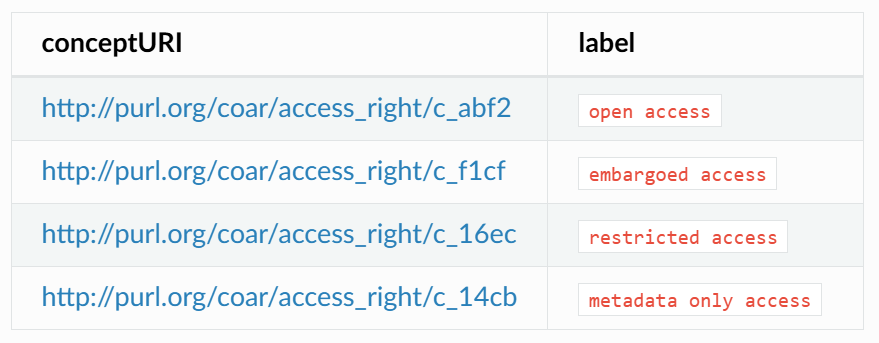 conceptURI label
http://purl.org/coar/access_right/c_abf2 open access
http://purl.org/coar/access_right/c_f1cf embargoed access
http://purl.org/coar/access_right/c_16ec restricted access
http://purl.org/coar/access_right/c_14cb metadata only access